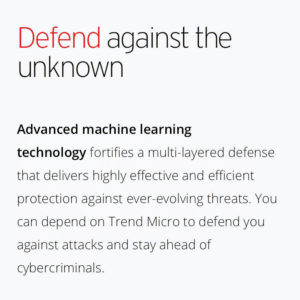 Defend against the
unknown
Advanced machine learning
technology fortifies a multi-layered defense
that delivers highly effective and efficient
protection against ever-evolving threats. You
can depend on Trend Micro to defend you
against attacks and stay ahead of
cybercriminals.